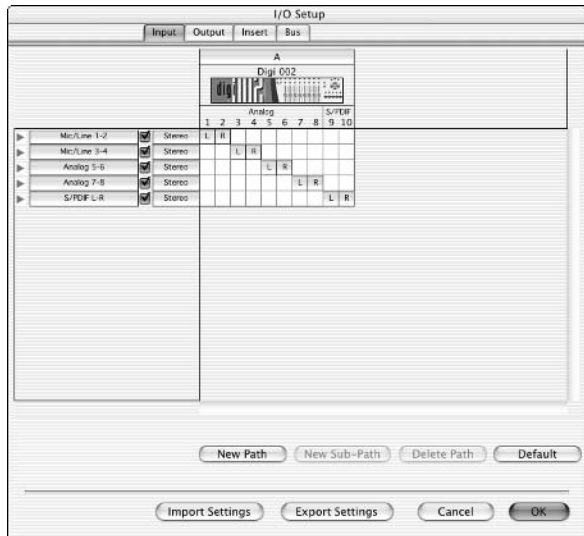 I/O Setup
Input Output Insert Bus
A
Digi 002
digi
Analog S/PDIF
1 2 3 4 5 6 7 8 9 10
Mic/Line 1-2 Stereo L R
Mic/Line 3-4 Stereo L R
Analog 5-6 Stereo L R
Analog 7-8 Stereo L R
S/PDIF L-R Stereo L R
New Path New Sub-Path Delete Path Default
Import Settings Export Settings Cancel OK